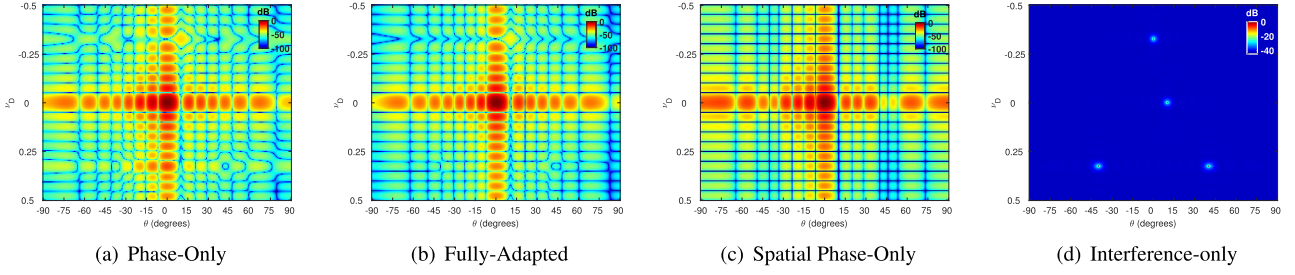 -0.5 -0.25 0 0.25 0.5
νD
-90 -75 -60 -45 -30 -15 0 15 30 45 60 75 90
θ (degrees)
dB
0
-50
-100
(a) Phase-Only
-0.5 -0.25 0 0.25 0.5
νD
-90 -75 -60 -45 -30 -15 0 15 30 45 60 75 90
θ (degrees)
dB
0
-50
-100
(b) Fully-Adapted
-0.5 -0.25 0 0.25 0.5
νD
-90 -75 -60 -45 -30 -15 0 15 30 45 60 75 90
θ (degrees)
dB
0
-50
-100
(c) Spatial Phase-Only
-0.5 -0.25 0 0.25 0.5
νD
-90 -75 -60 -45 -30 -15 0 15 30 45 60 75 90
θ (degrees)
dB
0
-20
-40
(d) Interference-only